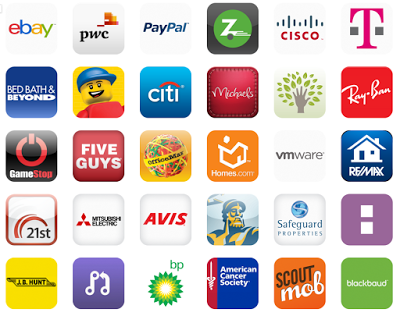 ebay
pwc
PayPal
Z
CISCO.
T
BED BATH &
BEYOND
citi
Michaels
Ray-Ban
GameStop
FIVE
GUYS
OfficeMax
Homes.com
vmware
RE/MAX
21st
MITSUBISHI
ELECTRIC
AVIS
Safeguard
PROPERTIES
J.B. HUNT
bp
American
Cancer
Society
SCOUT
mob
blackbaud